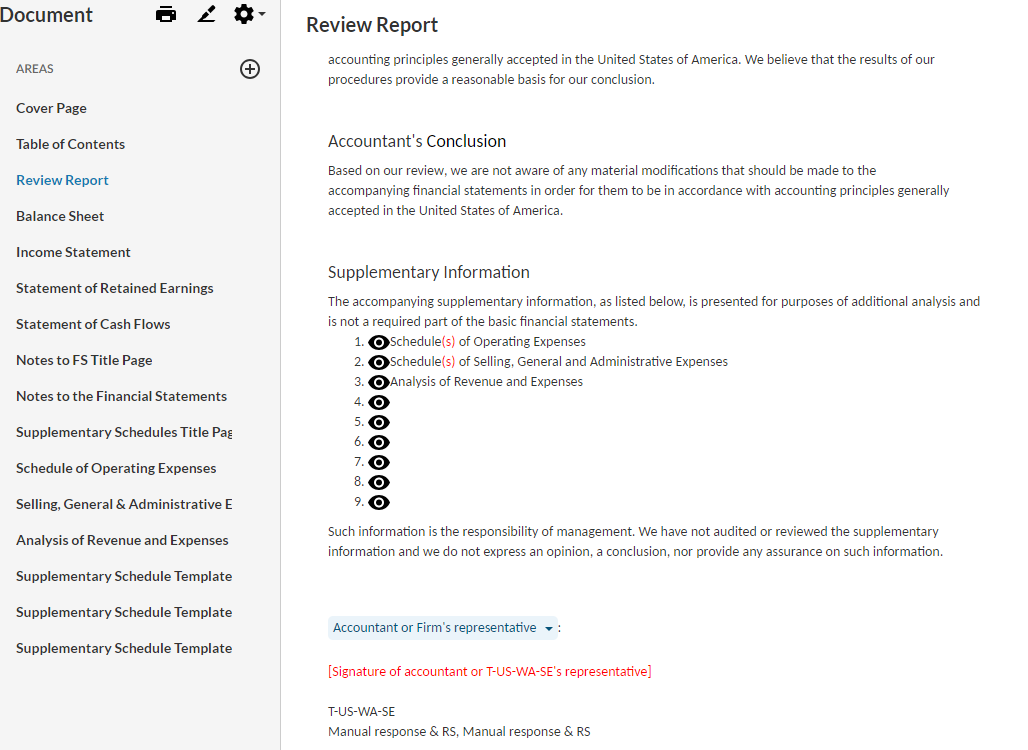 Document
AREAS
Cover Page
Table of Contents
Review Report
Balance Sheet
Income Statement
Statement of Retained Earnings
Statement of Cash Flows
Notes to FS Title Page
Notes to the Financial Statements
Supplementary Schedules Title Pag
Schedule of Operating Expenses
Selling, General & Administrative E
Analysis of Revenue and Expenses
Supplementary Schedule Template
Supplementary Schedule Template
Supplementary Schedule Template
Review Report
accounting principles generally accepted in the United States of America. We believe that the results of our
procedures provide a reasonable basis for our conclusion.
Accountant's Conclusion
Based on our review, we are not aware of any material modifications that should be made to the
accompanying financial statements in order for them to be in accordance with accounting principles generally
accepted in the United States of America.
Supplementary Information
The accompanying supplementary information, as listed below, is presented for purposes of additional analysis and
is not a required part of the basic financial statements.
1. Schedule(s) of Operating Expenses
2. Schedule(s) of Selling, General and Administrative Expenses
3. Analysis of Revenue and Expenses
4.
5.
6.
7.
8.
9.
Such information is the responsibility of management. We have not audited or reviewed the supplementary
information and we do not express an opinion, a conclusion, nor provide any assurance on such information.
Accountant or Firm's representative :
[Signature of accountant or T-US-WA-SE's representative]
T-US-WA-SE
Manual response & RS, Manual response & RS